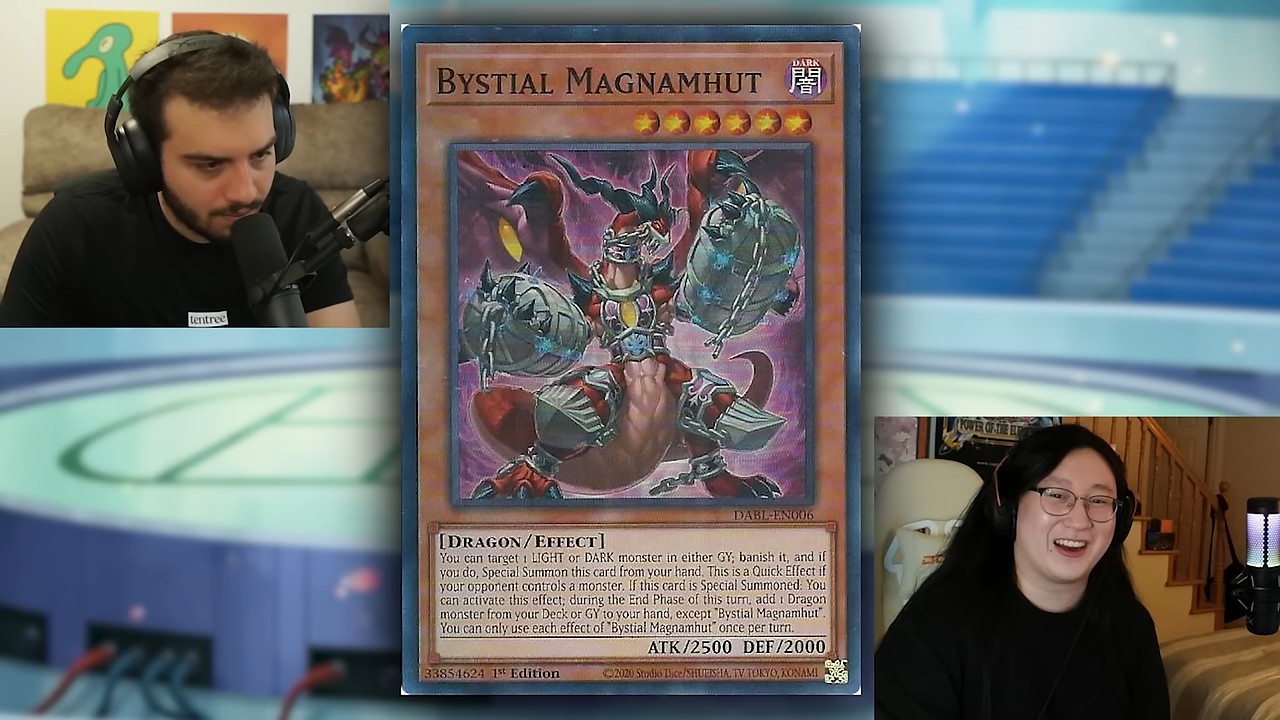 BYSTIAL MAGNAMHUT
DARK
闇
DABL-EN006
[DRAGON/EFFECT]
You can target 1 LIGHT or DARK monster in either GY; banish it, and if
you do, Special Summon this card from your hand. This is a Quick Effect if
your opponent controls a monster. If this card is Special Summoned: You
can activate this effect; during the End Phase of this turn, add 1 Dragon
monster from your Deck or GY to your hand, except "Bystial Magnamhut".
You can only use each effect of "Bystial Magnamhut" once per turn.
ATK/2500 DEF/2000
33854624 1st Edition ©2020 Studio Dice/SHUEISHA, TV TOKYO, KONAMI
tentree
POWER OF THE